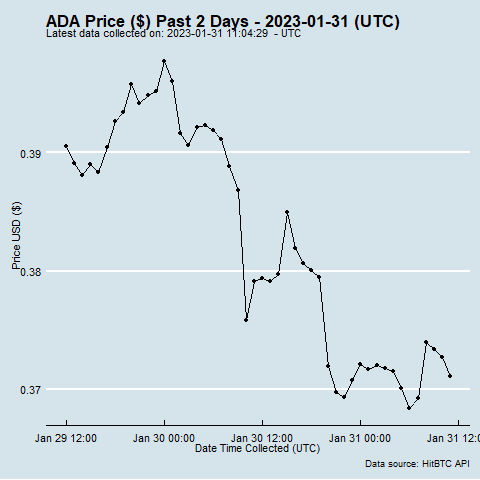 ADA Price ($) Past 2 Days - 2023-01-31 (UTC)
Latest data collected on: 2023-01-31 11:04:29 - UTC
0.39
0.38
0.37
Price USD ($)
Jan 29 12:00 Jan 30 00:00 Jan 30 12:00 Jan 31 00:00 Jan 31 12:0
Date Time Collected (UTC)
Data source: HitBTC API